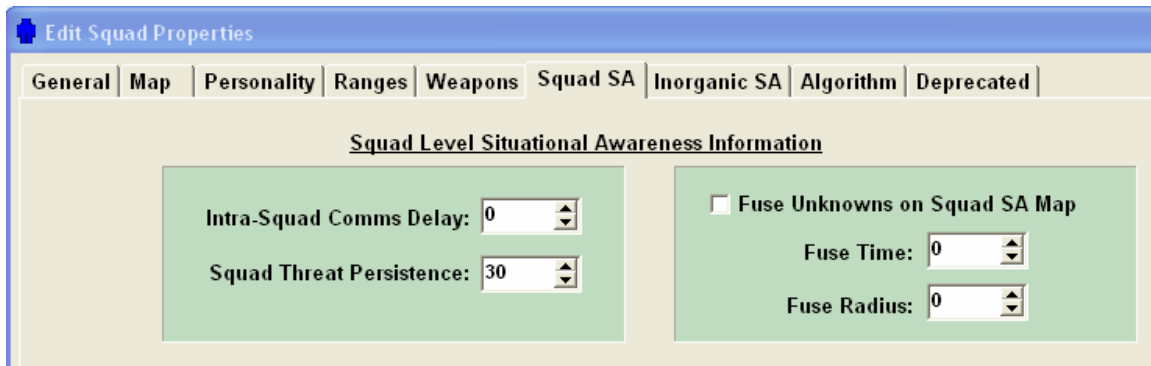 Edit Squad Properties
General Map Personality Ranges Weapons Squad SA Inorganic SA Algorithm Deprecated
Squad Level Situational Awareness Information
Intra-Squad Comms Delay: 0
Squad Threat Persistence: 30
Fuse Unknowns on Squad SA Map
Fuse Time: 0
Fuse Radius: 0